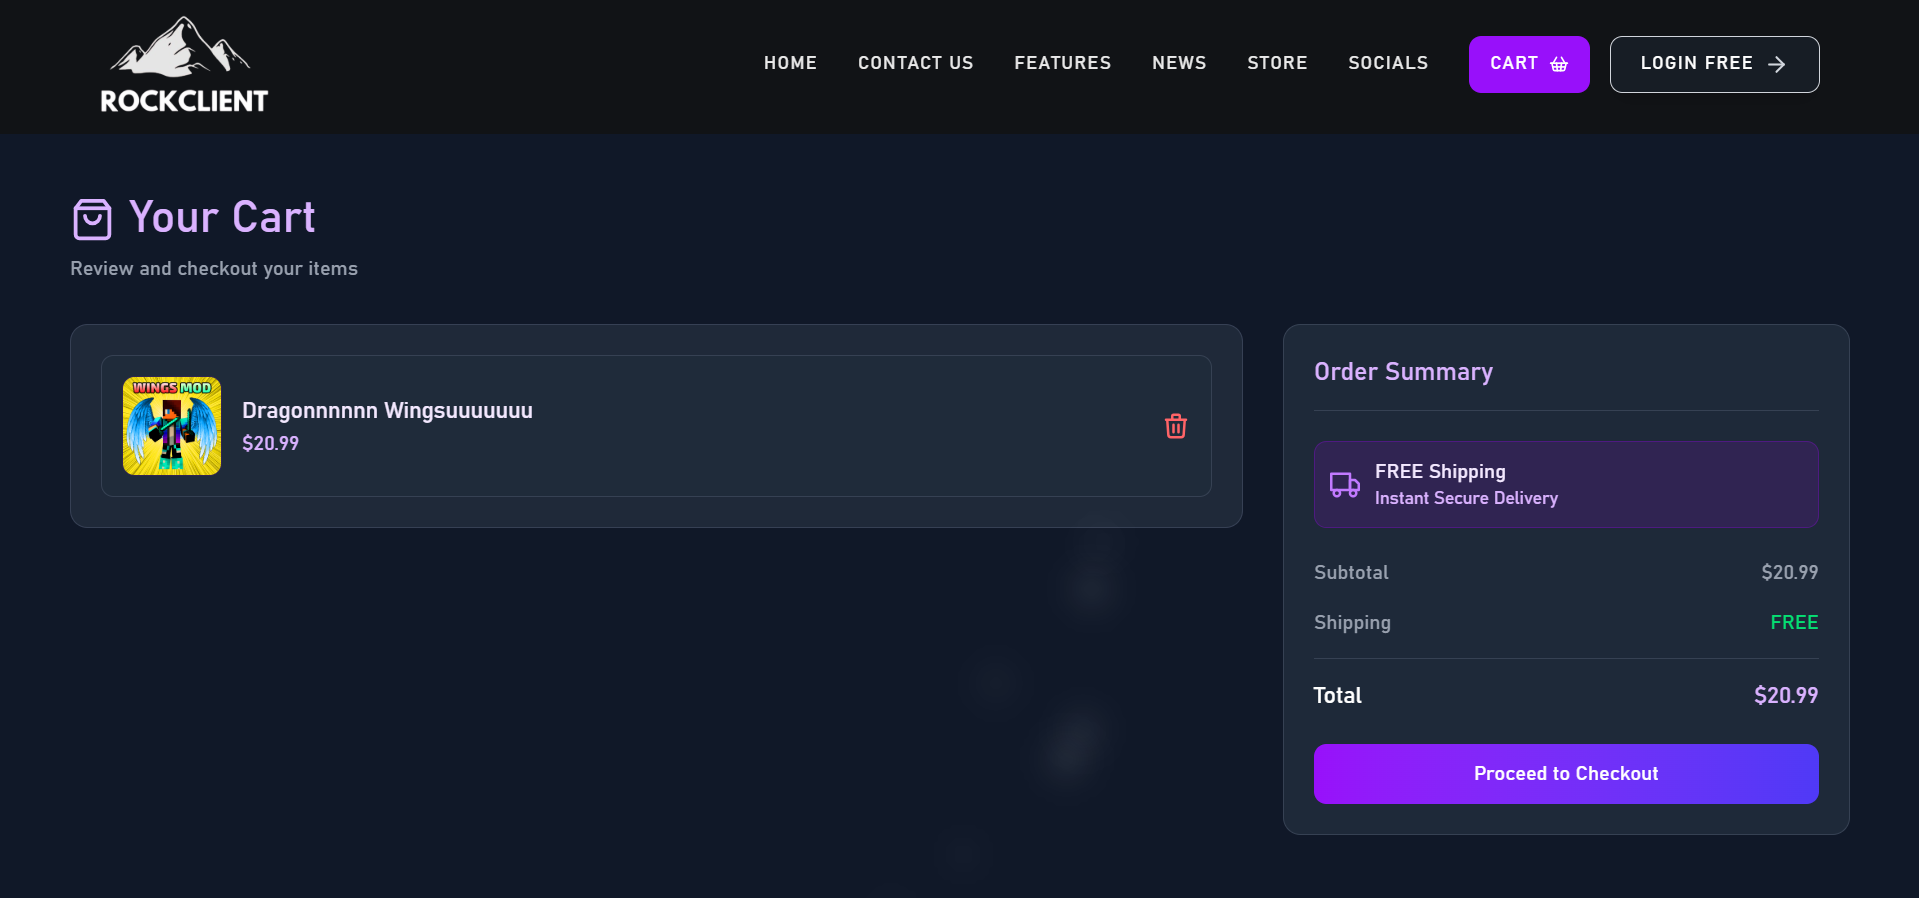 ROCKCLIENT
HOME
CONTACT US
FEATURES
NEWS
STORE
SOCIALS
CART
LOGIN FREE
Your Cart
Review and checkout your items
WINGS MOD
Dragonnnnnn Wingsuuuuuuu
$20.99
Order Summary
FREE Shipping
Instant Secure Delivery
Subtotal
$20.99
Shipping
FREE
Total
$20.99
Proceed to Checkout